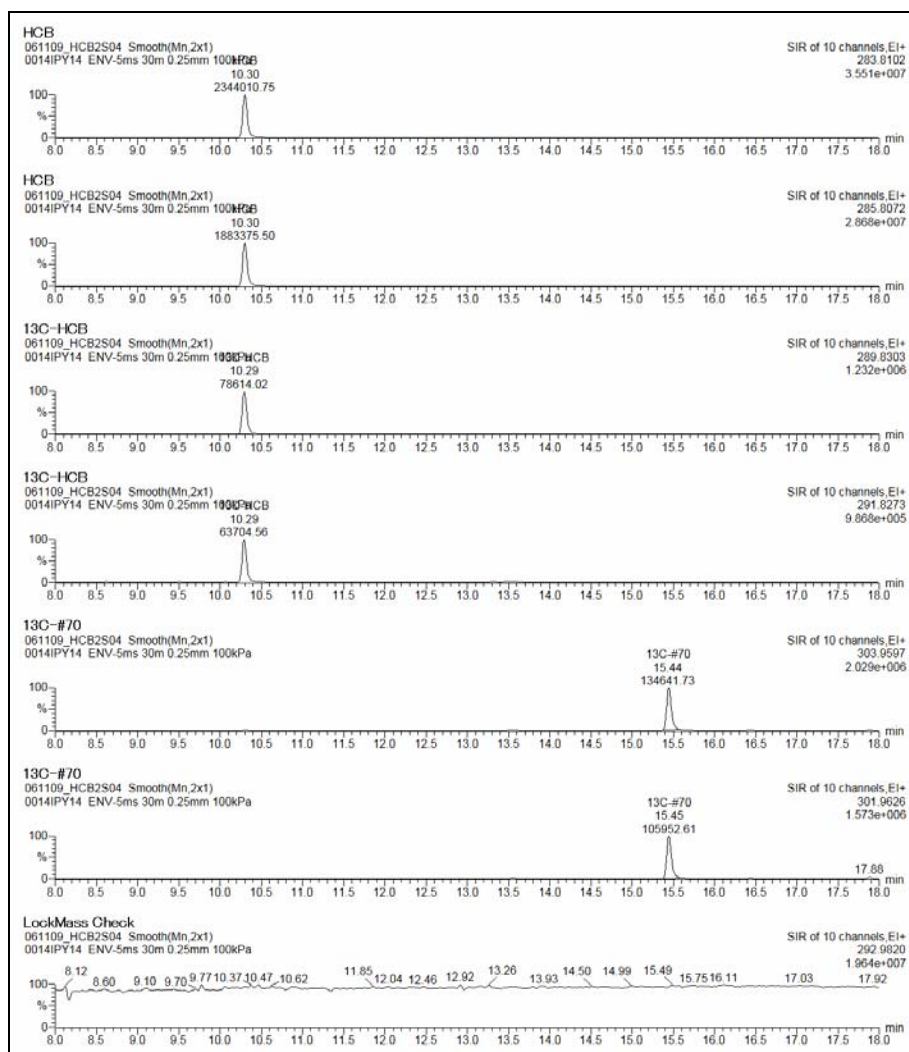 HCB
061109_HCB2S04 Smooth(Mn,2x1)
SIR of 10 channels,EI+
0014IPY14 ENV-5ms 30m 0.25mm 100kPa
HCB
283.8102
10.30
3.551e+007
2344010.75
100
%
0
min
8.0 8.5 9.0 9.5 10.0 10.5 11.0 11.5 12.0 12.5 13.0 13.5 14.0 14.5 15.0 15.5 16.0 16.5 17.0 17.5 18.0
HCB
061109_HCB2S04 Smooth(Mn,2x1)
SIR of 10 channels,EI+
0014IPY14 ENV-5ms 30m 0.25mm 100kPa
HCB
285.8072
10.30
2.868e+007
1883375.50
100
%
0
min
8.0 8.5 9.0 9.5 10.0 10.5 11.0 11.5 12.0 12.5 13.0 13.5 14.0 14.5 15.0 15.5 16.0 16.5 17.0 17.5 18.0
13C-HCB
061109_HCB2S04 Smooth(Mn,2x1)
SIR of 10 channels,EI+
0014IPY14 ENV-5ms 30m 0.25mm 100kPa
13C-HCB
289.8303
10.29
1.232e+006
78614.02
100
%
0
min
8.0 8.5 9.0 9.5 10.0 10.5 11.0 11.5 12.0 12.5 13.0 13.5 14.0 14.5 15.0 15.5 16.0 16.5 17.0 17.5 18.0
13C-HCB
061109_HCB2S04 Smooth(Mn,2x1)
SIR of 10 channels,EI+
0014IPY14 ENV-5ms 30m 0.25mm 100kPa
13C-HCB
291.8273
10.29
9.868e+005
63704.56
100
%
0
min
8.0 8.5 9.0 9.5 10.0 10.5 11.0 11.5 12.0 12.5 13.0 13.5 14.0 14.5 15.0 15.5 16.0 16.5 17.0 17.5 18.0
13C-#70
061109_HCB2S04 Smooth(Mn,2x1)
SIR of 10 channels,EI+
0014IPY14 ENV-5ms 30m 0.25mm 100kPa
13C-#70
303.9597
15.44
2.029e+006
134641.73
100
%
0
min
8.0 8.5 9.0 9.5 10.0 10.5 11.0 11.5 12.0 12.5 13.0 13.5 14.0 14.5 15.0 15.5 16.0 16.5 17.0 17.5 18.0
13C-#70
061109_HCB2S04 Smooth(Mn,2x1)
SIR of 10 channels,EI+
0014IPY14 ENV-5ms 30m 0.25mm 100kPa
13C-#70
301.9626
15.45
1.573e+006
105952.61
100
%
0
17.88
min
8.0 8.5 9.0 9.5 10.0 10.5 11.0 11.5 12.0 12.5 13.0 13.5 14.0 14.5 15.0 15.5 16.0 16.5 17.0 17.5 18.0
LockMass Check
061109_HCB2S04 Smooth(Mn,2x1)
SIR of 10 channels,EI+
0014IPY14 ENV-5ms 30m 0.25mm 100kPa
292.9820
1.964e+007
8.12 8.60 9.10 9.70 9.77 10.37 10.47 10.62 11.85 12.04 12.46 12.92 13.26 13.93 14.50 14.99 15.49 15.75 16.11 17.03 17.92
100
%
0
min
8.0 8.5 9.0 9.5 10.0 10.5 11.0 11.5 12.0 12.5 13.0 13.5 14.0 14.5 15.0 15.5 16.0 16.5 17.0 17.5 18.0